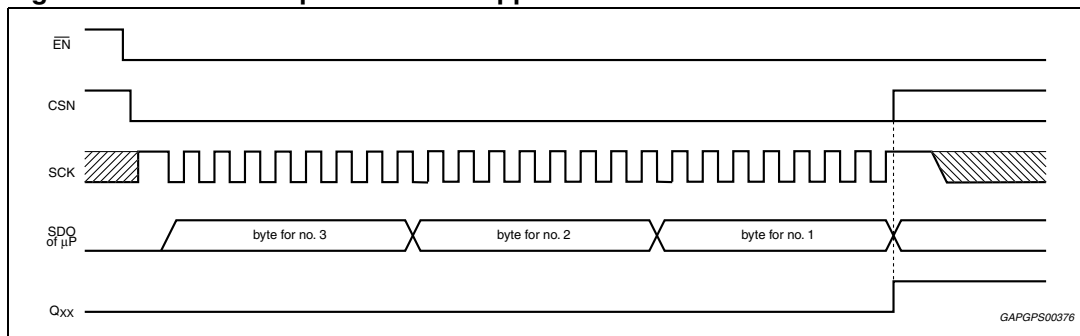 EN
CSN
SCK
SDO
of µP
byte for no. 3
byte for no. 2
byte for no. 1
QXX
GAPGPS00376